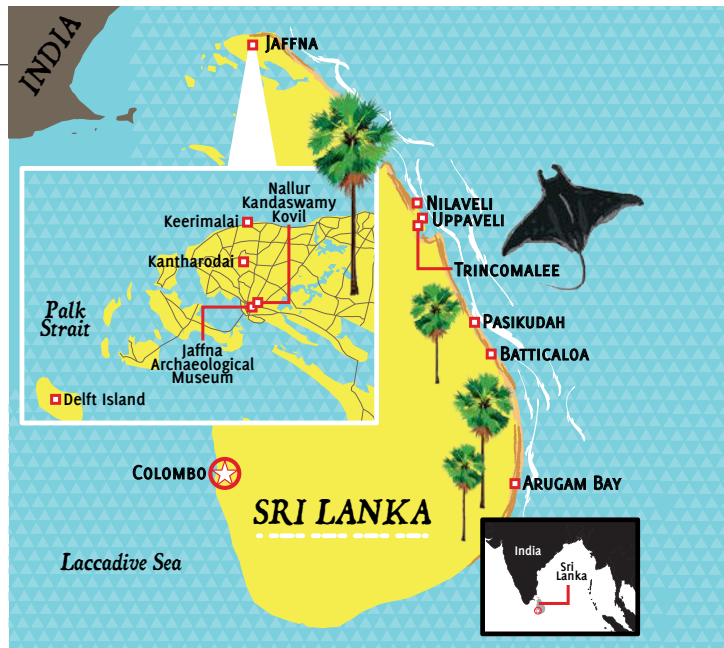 INDIA
JAFFNA
Nallur
Kandaswamy
Kovil
Keerimalai
Kantharodai
Palk
Strait
Jaffna
Archaeological
Museum
Delft Island
NILAVELI
UPPAVELI
TRINCOMALEE
PASIKUDAH
BATTICALOA
COLOMBO
ARUGAM BAY
SRI LANKA
Laccadive Sea
India
Sri
Lanka